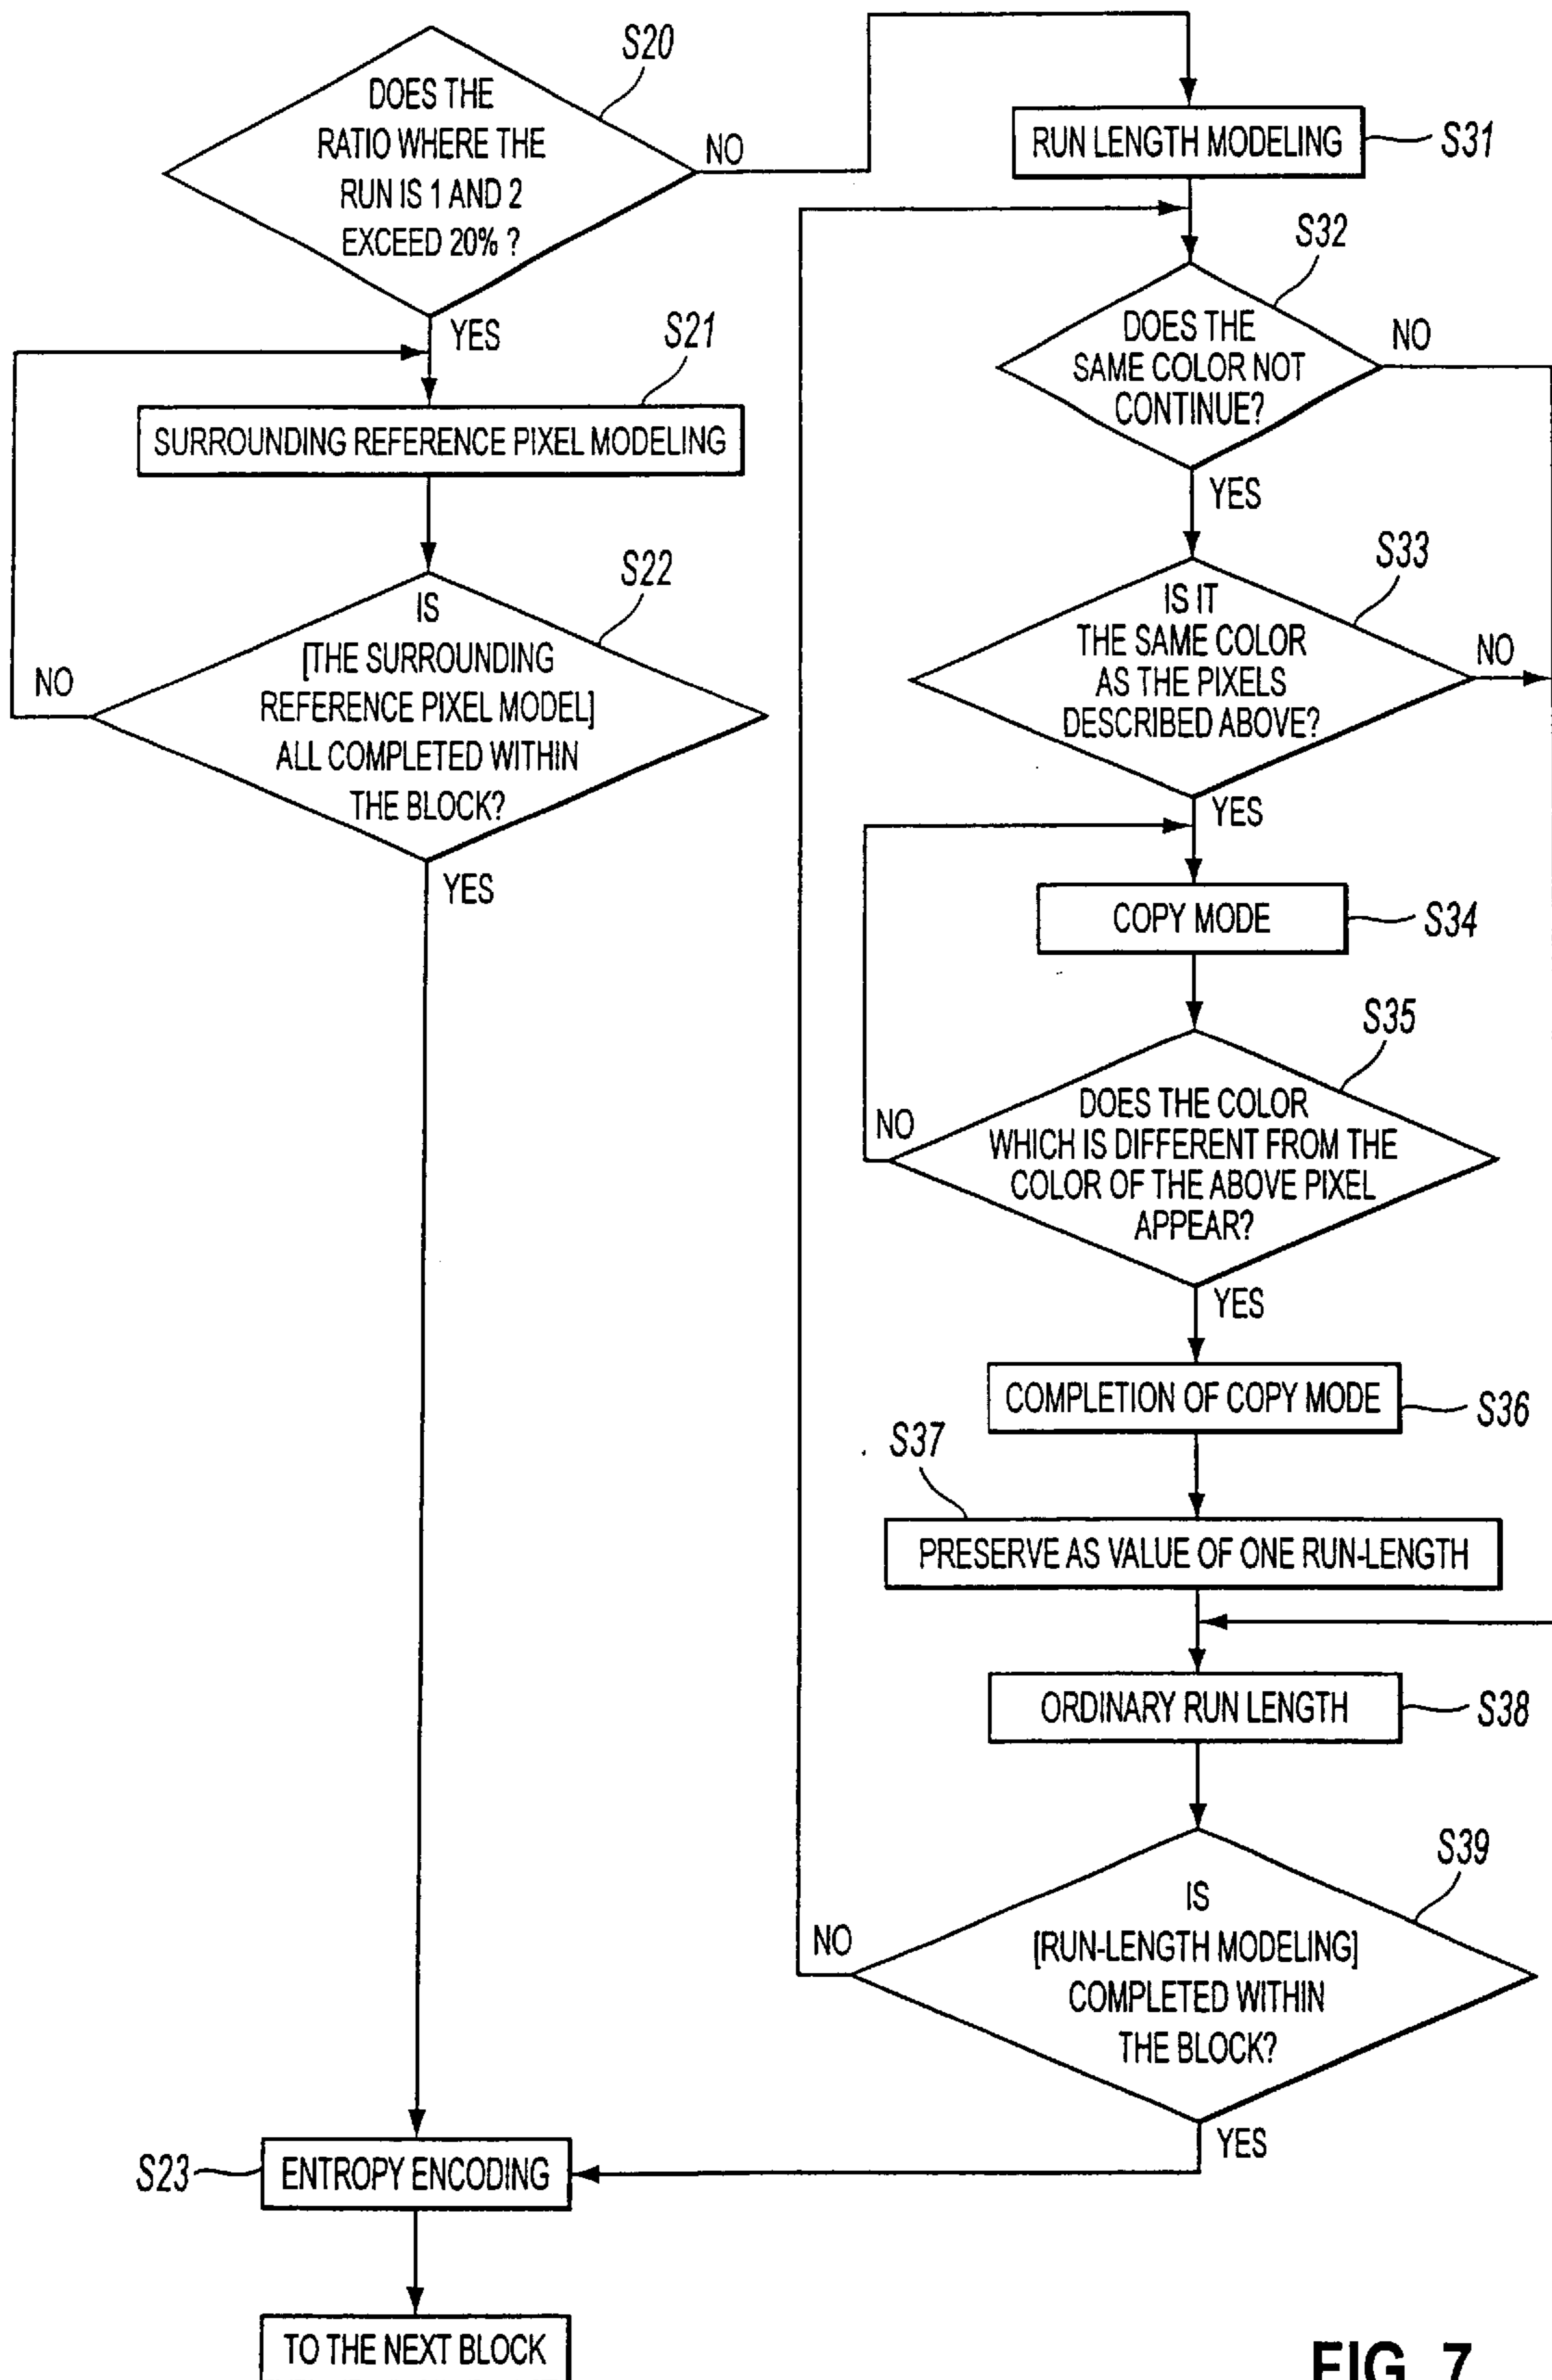 S20
DOES THE
RATIO WHERE THE
RUN IS 1 AND 2
EXCEED 20% ?
NO
YES
S21
SURROUNDING REFERENCE PIXEL MODELING
S22
IS
[THE SURROUNDING
REFERENCE PIXEL MODEL]
ALL COMPLETED WITHIN
THE BLOCK?
NO
YES
RUN LENGTH MODELING
S31
S32
DOES THE
SAME COLOR NOT
CONTINUE?
NO
YES
S33
IS IT
THE SAME COLOR
AS THE PIXELS
DESCRIBED ABOVE?
NO
YES
COPY MODE
S34
S35
DOES THE COLOR
WHICH IS DIFFERENT FROM THE
COLOR OF THE ABOVE PIXEL
APPEAR?
NO
YES
COMPLETION OF COPY MODE
S36
S37
PRESERVE AS VALUE OF ONE RUN-LENGTH
ORDINARY RUN LENGTH
S38
S39
IS
[RUN-LENGTH MODELING]
COMPLETED WITHIN
THE BLOCK?
NO
YES
S23
ENTROPY ENCODING
TO THE NEXT BLOCK
FIG. 7